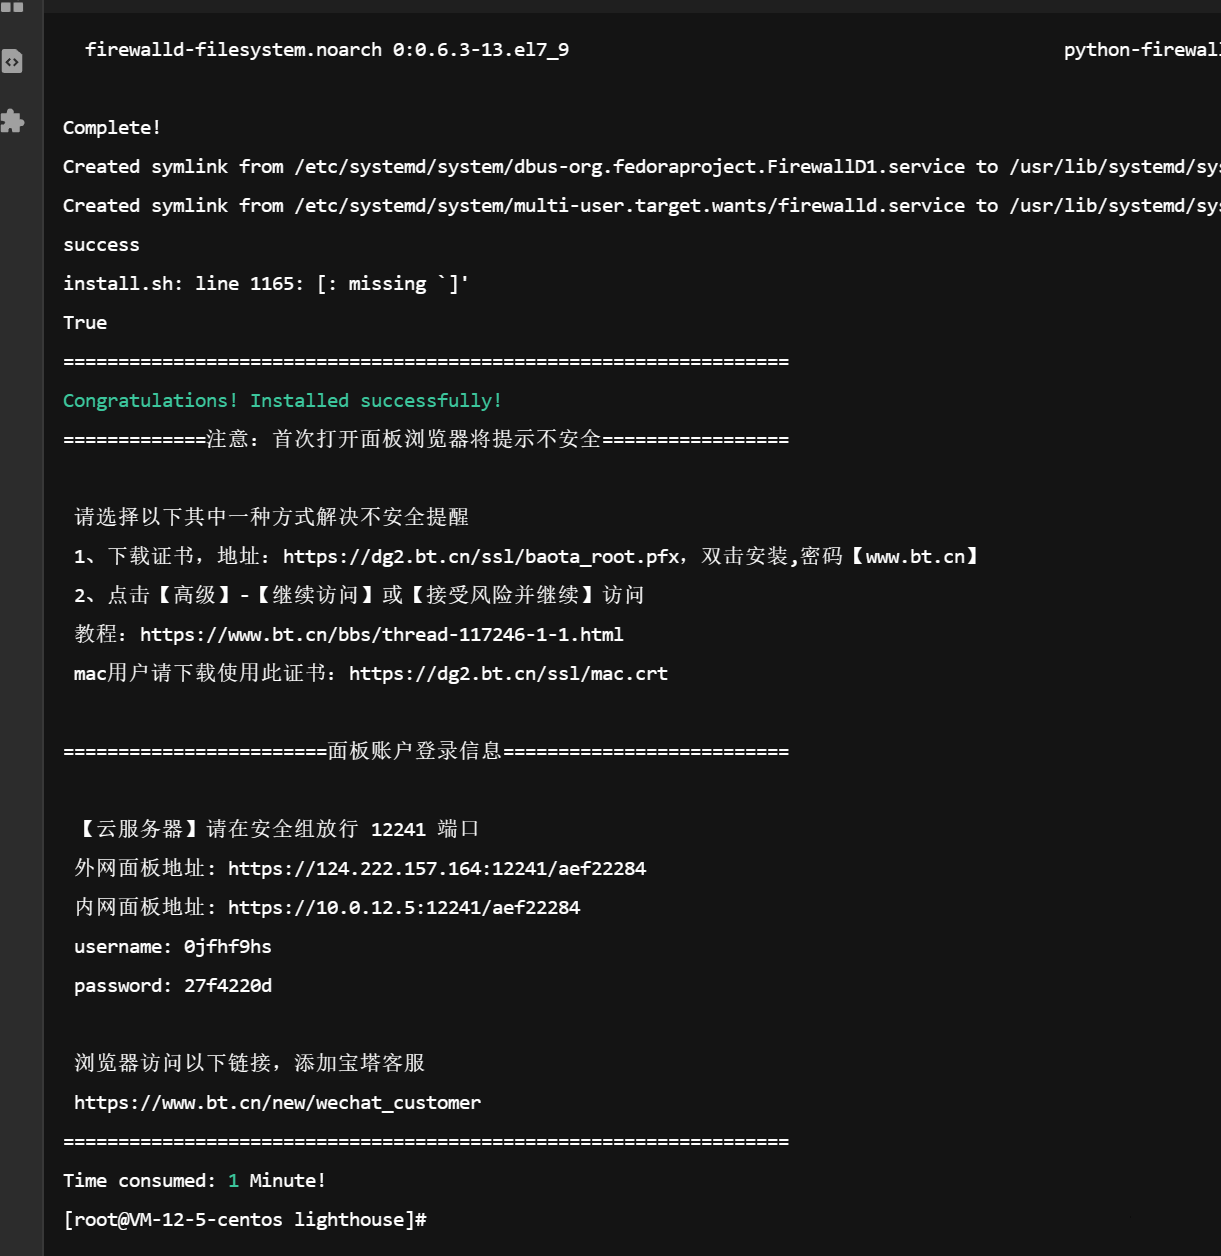 firewalld-filesystem.noarch 0:0.6.3-13.el7_9 python-firewall
Complete!
Created symlink from /etc/systemd/system/dbus-org.fedoraproject.FirewallD1.service to /usr/lib/systemd/sys
Created symlink from /etc/systemd/system/multi-user.target.wants/firewalld.service to /usr/lib/systemd/sys
success
install.sh: line 1165: [: missing `]'
True
==================================================================
Congratulations! Installed successfully!
=============注意：首次打开面板浏览器将提示不安全=================
请选择以下其中一种方式解决不安全提醒
1、下载证书，地址：https://dg2.bt.cn/ssl/baota_root.pfx，双击安装,密码【www.bt.cn】
2、点击【高级】-【继续访问】或【接受风险并继续】访问
教程：https://www.bt.cn/bbs/thread-117246-1-1.html
mac用户请下载使用此证书：https://dg2.bt.cn/ssl/mac.crt
========================面板账户登录信息==========================
【云服务器】请在安全组放行 12241 端口
外网面板地址: https://124.222.157.164:12241/aef22284
内网面板地址: https://10.0.12.5:12241/aef22284
username: 0jfhf9hs
password: 27f4220d
浏览器访问以下链接，添加宝塔客服
https://www.bt.cn/new/wechat_customer
==================================================================
Time consumed: 1 Minute!
[root@VM-12-5-centos lighthouse]#